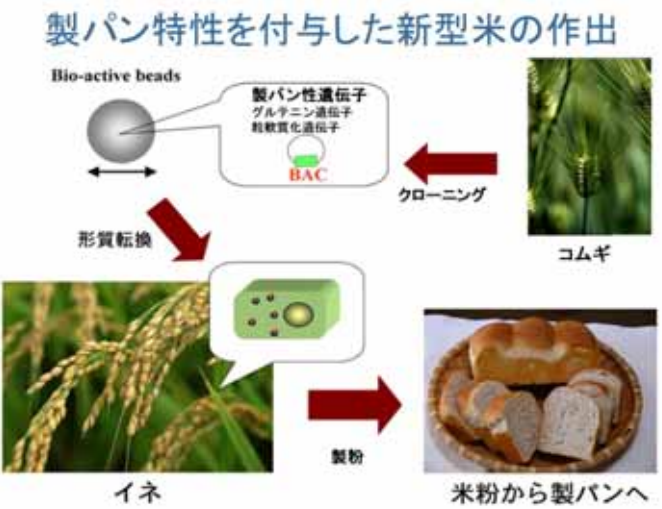 製パン特性を付与した新型米の作出
Bio-active beads
製パン性遺伝子
グルテニン遺伝子
粒軟質化遺伝子
BAC
クローニング
コムギ
形質転換
製粉
イネ
米粉から製パンへ